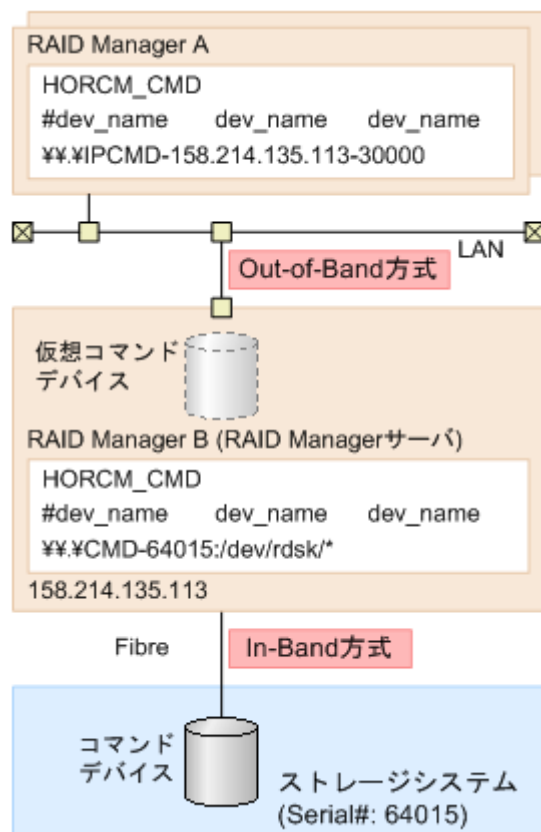 RAID Manager A
HORCM_CMD
#dev_name dev_name dev_name
¥¥.¥IPCMD-158.214.135.113-30000
LAN
Out-of-Band方式
仮想コマンド
デバイス
RAID Manager B (RAID Managerサーバ)
HORCM_CMD
#dev_name dev_name dev_name
¥¥.¥CMD-64015:/dev/rdsk/*
158.214.135.113
Fibre
In-Band方式
コマンド
デバイス
ストレージシステム
(Serial#: 64015)